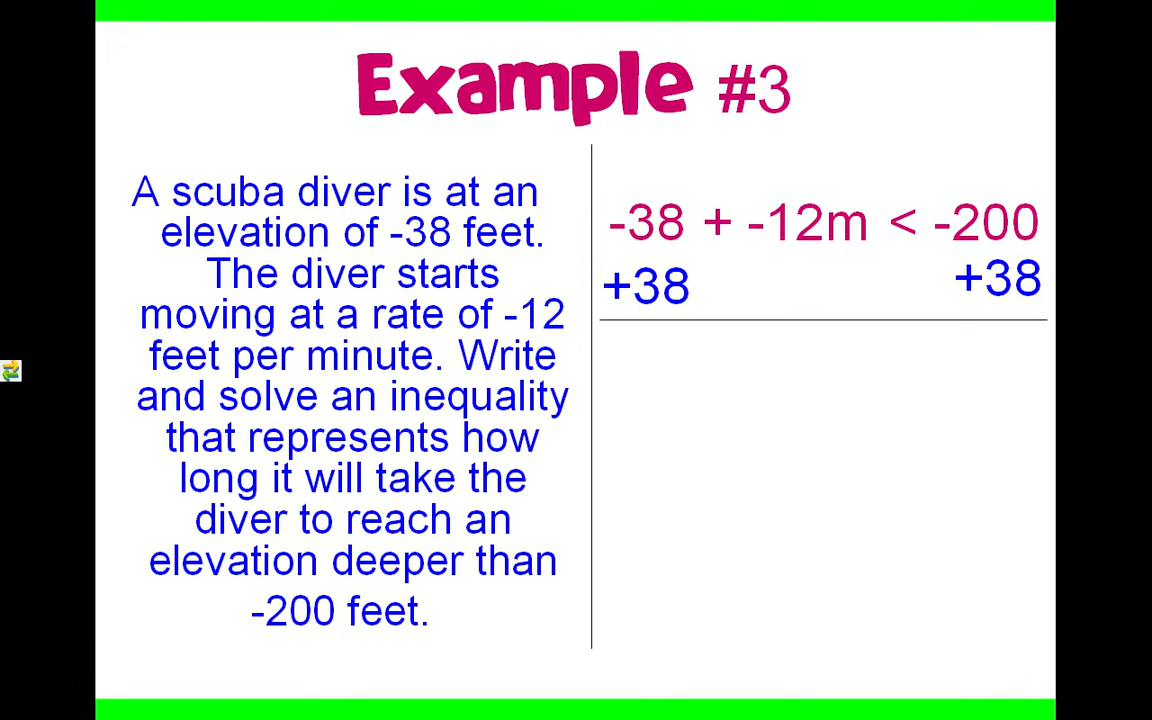 Example #3
A scuba diver is at an
elevation of -38 feet.
The diver starts
moving at a rate of -12
feet per minute. Write
and solve an inequality
that represents how
long it will take the
diver to reach an
elevation deeper than
-200 feet.
-38 + -12m < -200
+38 +38